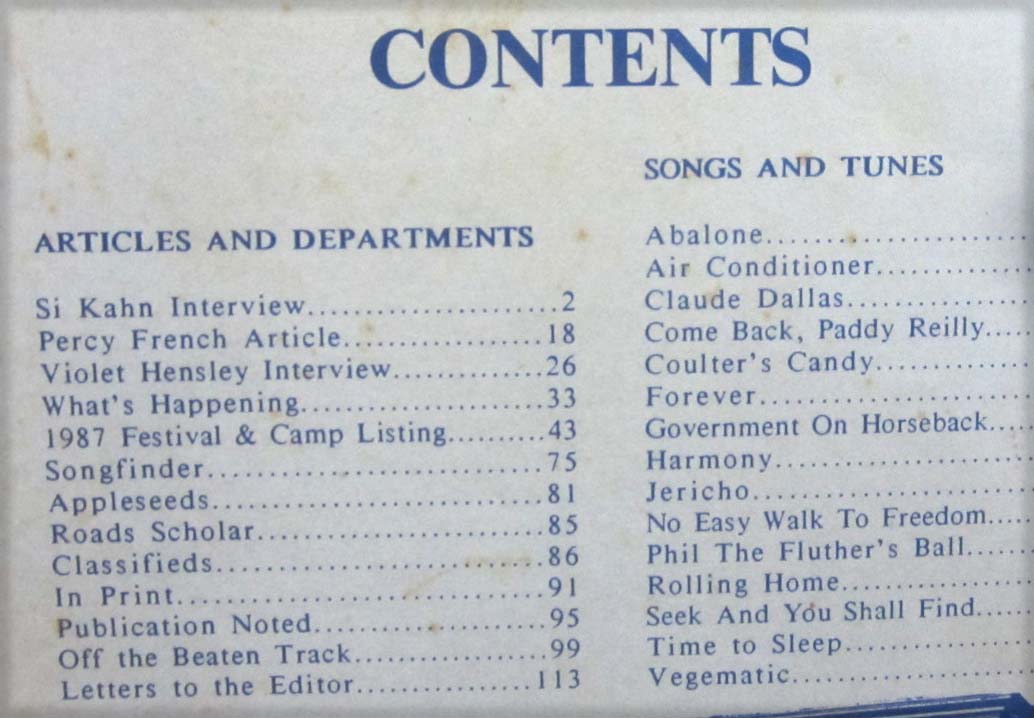 CONTENTS
ARTICLES AND DEPARTMENTS
Si Kahn Interview.......................2
Percy French Article...................18
Violet Hensley Interview..............26
What's Happening.......................33
1987 Festival & Camp Listing..........43
Songfinder...............................75
Appleseeds...............................81
Roads Scholar...........................85
Classifieds...............................86
In Print..................................91
Publication Noted......................95
Off the Beaten Track..................99
Letters to the Editor.................113
SONGS AND TUNES
Abalone........................
Air Conditioner..............
Claude Dallas.................
Come Back, Paddy Reilly....
Coulter's Candy..............
Forever.........................
Government On Horseback....
Harmony.......................
Jericho.........................
No Easy Walk To Freedom....
Phil The Fluther's Ball......
Rolling Home..................
Seek And You Shall Find.....
Time to Sleep.................
Vegematic.....................